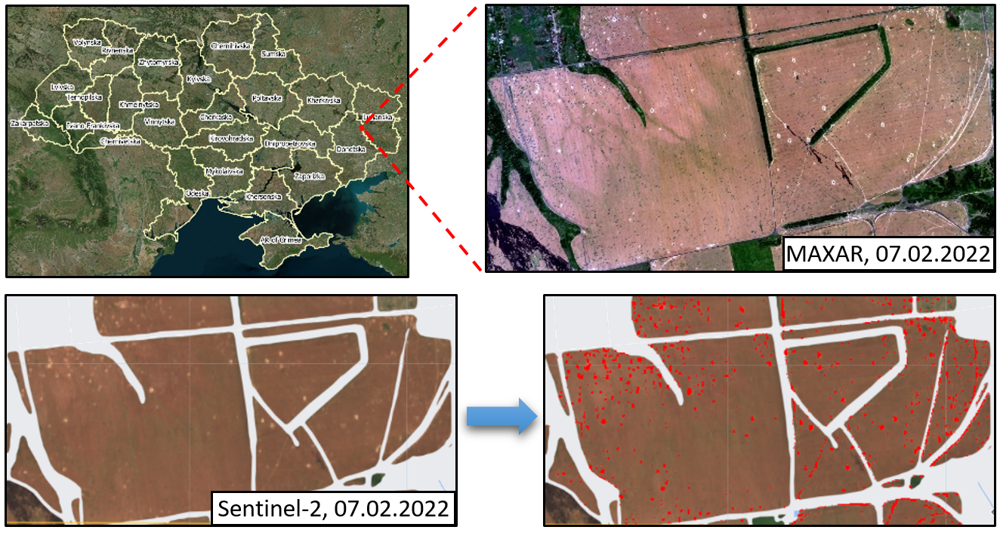 Volynska
Rivnenska
Zhytomyrska
Chernihivska
Sumska
Kyivska
Lvivska
Ternopilska
Khmelnytska
Poltavska
Kharkivska
Luhanska
Zakarpatska
Ivano-Frankivska
Vinnytska
Cherkaska
Chernivetska
Kirovohradska
Dnipropetrovska
Donetska
Mykolaivska
Zaporizka
Odeska
Khersonska
AR of Crimea
MAXAR, 07.02.2022
Sentinel-2, 07.02.2022